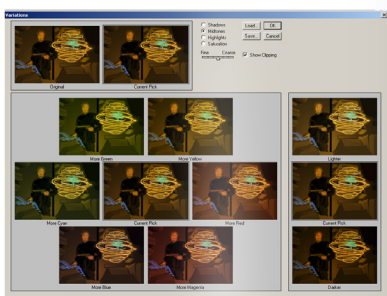 Variations
Original
Current Pick
Shadows
Midtones
Highlights
Saturation
Fine Coarse
Load...
OK
Save...
Cancel
Show Clipping
More Green
More Yellow
More Cyan
Current Pick
More Red
More Blue
More Magenta
Lighter
Current Pick
Darker